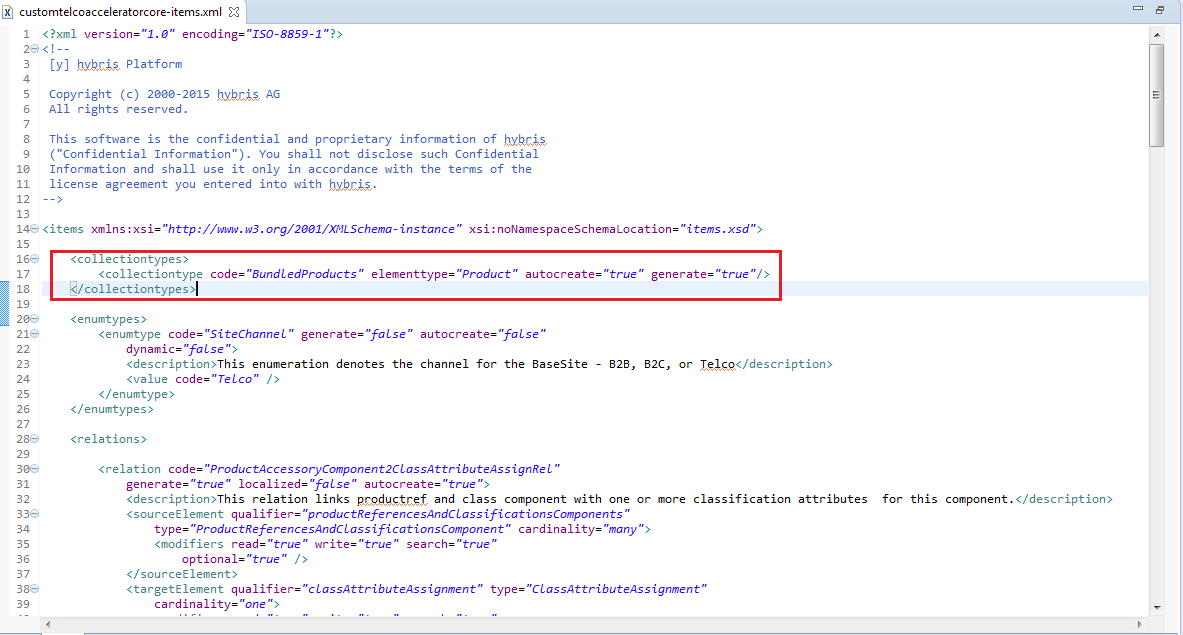 customtelcoacceleratorcore-items.xml
1 <?xml version="1.0" encoding="ISO-8859-1"?>
2 <!--
3 [y] hybris Platform
4
5 Copyright (c) 2000-2015 hybris AG
6 All rights reserved.
7
8 This software is the confidential and proprietary information of hybris
9 ("Confidential Information"). You shall not disclose such Confidential
10 Information and shall use it only in accordance with the terms of the
11 license agreement you entered into with hybris.
12 -->
13
14 <items xmlns:xsi="http://www.w3.org/2001/XMLSchema-instance" xsi:noNamespaceSchemaLocation="items.xsd">
15
16 <collectiontypes>
17 <collectiontype code="BundledProducts" elementtype="Product" autocreate="true" generate="true"/>
18 </collectiontypes>
19
20 <enumtypes>
21 <enumtype code="SiteChannel" generate="false" autocreate="false"
22 dynamic="false">
23 <description>This enumeration denotes the channel for the BaseSite - B2B, B2C, or Telco</description>
24 <value code="Telco" />
25 </enumtype>
26 </enumtypes>
27
28 <relations>
29
30 <relation code="ProductAccessoryComponent2ClassAttributeAssignRel"
31 generate="true" localized="false" autocreate="true">
32 <description>This relation links productref and class component with one or more classification attributes  for this component.</description>
33 <sourceElement qualifier="productReferencesAndClassificationsComponents"
34 type="ProductReferencesAndClassificationsComponent" cardinality="many">
35 <modifiers read="true" write="true" search="true"
36 optional="true" />
37 </sourceElement>
38 <targetElement qualifier="classAttributeAssignment" type="ClassAttributeAssignment"
39 cardinality="one">